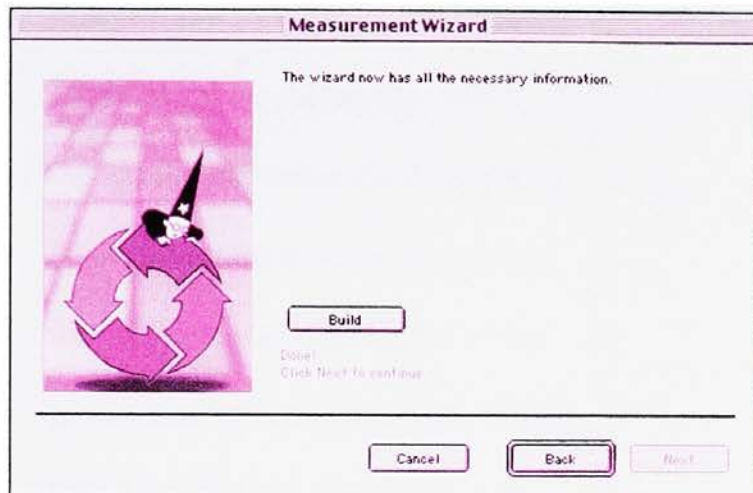 Measurement Wizard
The wizard now has all the necessary information.
Build
Done!
Click Next to continue
Cancel
Back
Next